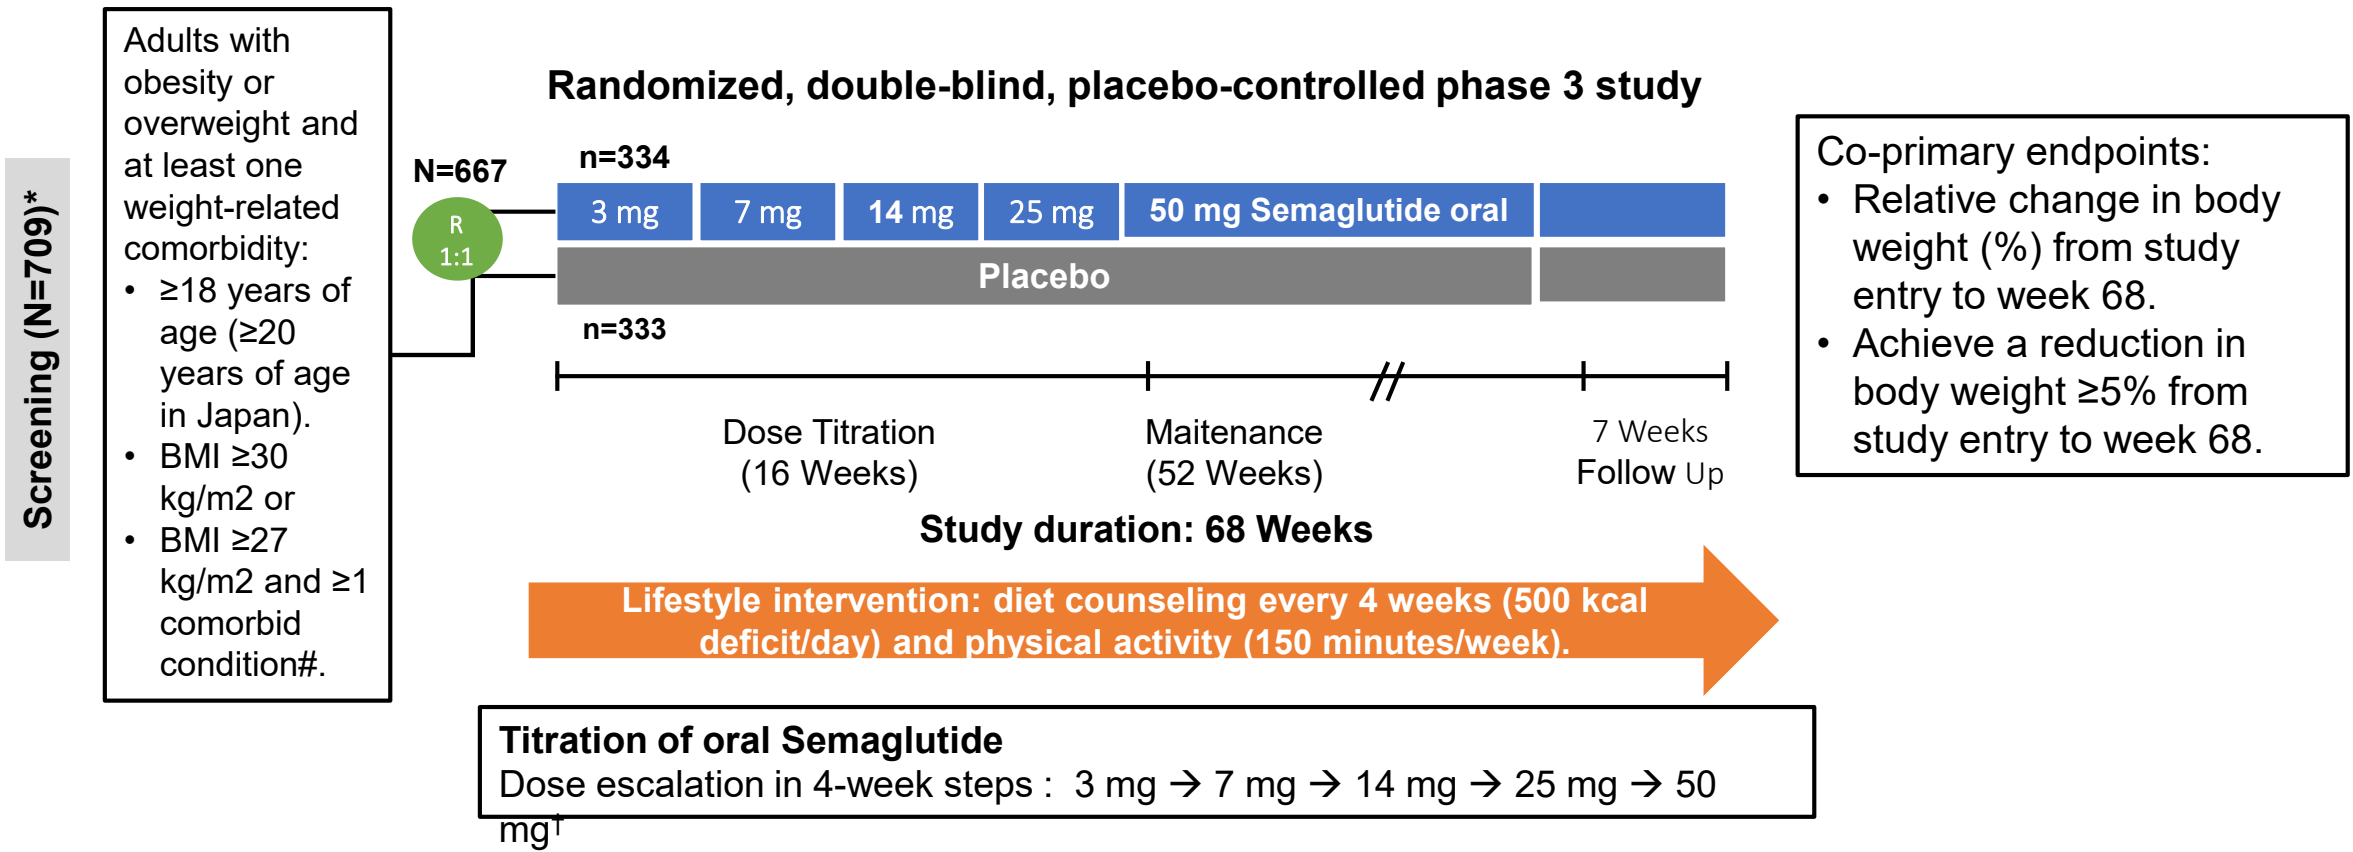 Screening (N=709)*
Adults with
obesity or
overweight and
at least one
weight-related
comorbidity:
• ≥18 years of
age (≥20
years of age
in Japan).
• BMI ≥30
kg/m2 or
• BMI ≥27
kg/m2 and ≥1
comorbid
condition#.
Randomized, double-blind, placebo-controlled phase 3 study
N=667
R
1:1
n=334
3 mg
7 mg
14 mg
25 mg
50 mg Semaglutide oral
Placebo
n=333
Dose Titration
(16 Weeks)
Maitenance
(52 Weeks)
7 Weeks
Follow Up
Study duration: 68 Weeks
Lifestyle intervention: diet counseling every 4 weeks (500 kcal
deficit/day) and physical activity (150 minutes/week).
Titration of oral Semaglutide
Dose escalation in 4-week steps : 3 mg → 7 mg → 14 mg → 25 mg → 50
mg†
Co-primary endpoints:
• Relative change in body
weight (%) from study
entry to week 68.
• Achieve a reduction in
body weight ≥5% from
study entry to week 68.